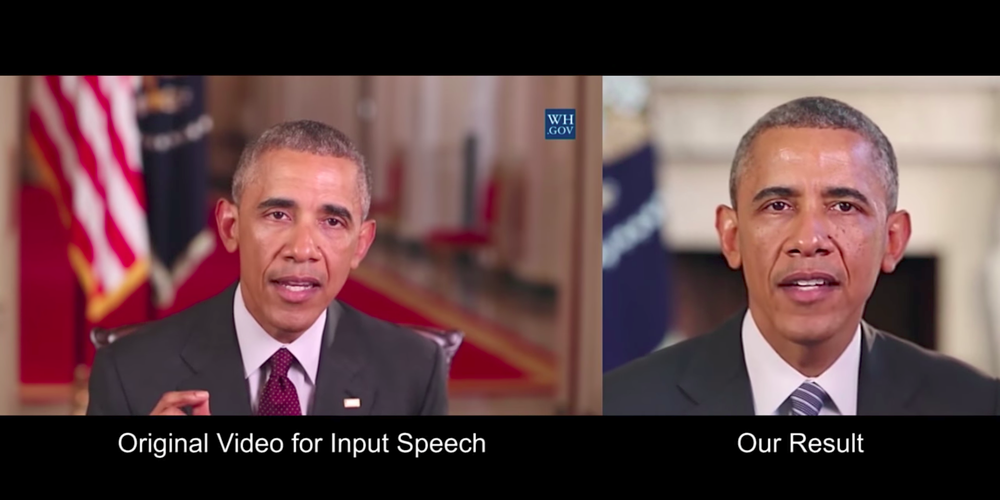 WH
.GOV
Original Video for Input Speech
Our Result